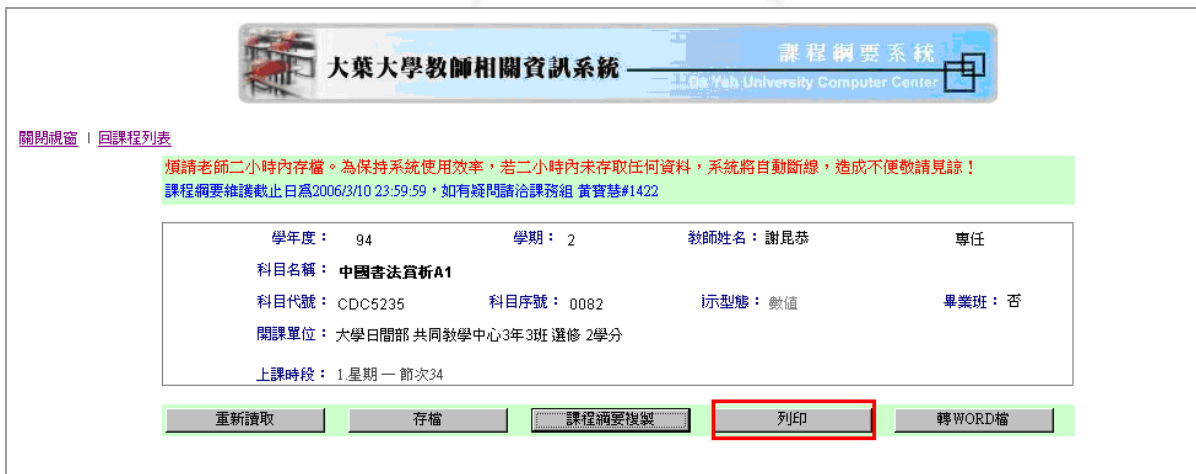 大葉大學教師相關資訊系統
課程綱要系統
Da Yeh University Computer Center
關閉視窗 | 回課程列表
煩請老師二小時內存檔。為保持系統使用效率，若二小時內未存取任何資料，系統將自動斷線，造成不便敬請見諒！
課程綱要維護截止日為2006/3/10 23:59:59，如有疑問請洽課務組 黃寶慧#1422
學年度： 94 學期： 2 教師姓名： 謝昆恭 專任
科目名稱： 中國書法賞析A1
科目代號： CDC5235 科目序號： 0082 示型態： 數值 畢業班： 否
開課單位： 大學日間部 共同教學中心3年3班 選修 2學分
上課時段： 1.星期一 節次34
重新讀取 存檔 課程綱要複製 列印 轉WORD檔